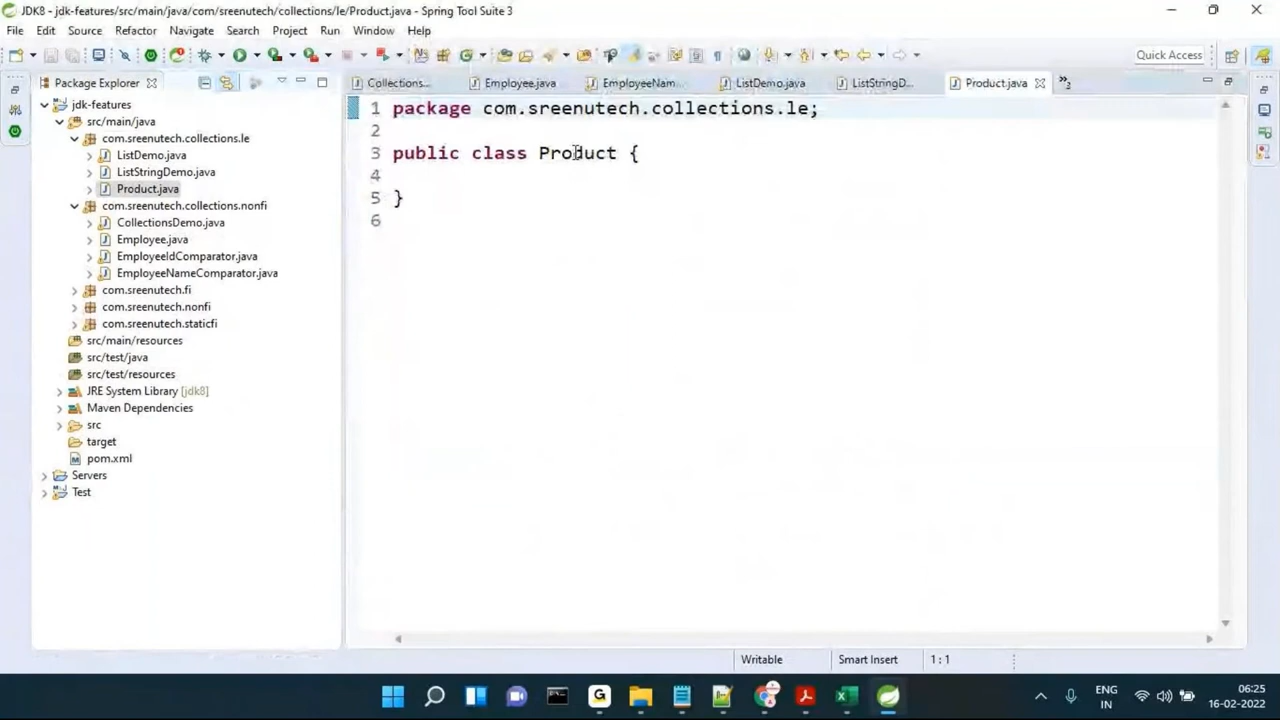 JDK8 - jdk-features/src/main/java/com/sreenutech/collections/le/Product.java - Spring Tool Suite 3
File Edit Source Refactor Navigate Search Project Run Window Help
Quick Access
Package Explorer
Collections...
Employee.java
EmployeeNam...
ListDemo.java
ListStringD...
Product.java
»3
jdk-features
src/main/java
com.sreenutech.collections.le
ListDemo.java
ListStringDemo.java
Product.java
com.sreenutech.collections.nonfi
CollectionsDemo.java
Employee.java
EmployeeIdComparator.java
EmployeeNameComparator.java
com.sreenutech.fi
com.sreenutech.nonfi
com.sreenutech.staticfi
src/main/resources
src/test/java
src/test/resources
JRE System Library [jdk8]
Maven Dependencies
src
target
pom.xml
Servers
Test
1 package com.sreenutech.collections.le;
2
3 public class Product {
4
5 }
6
Writable
Smart Insert
1 : 1
ENG
IN
06:25
16-02-2022